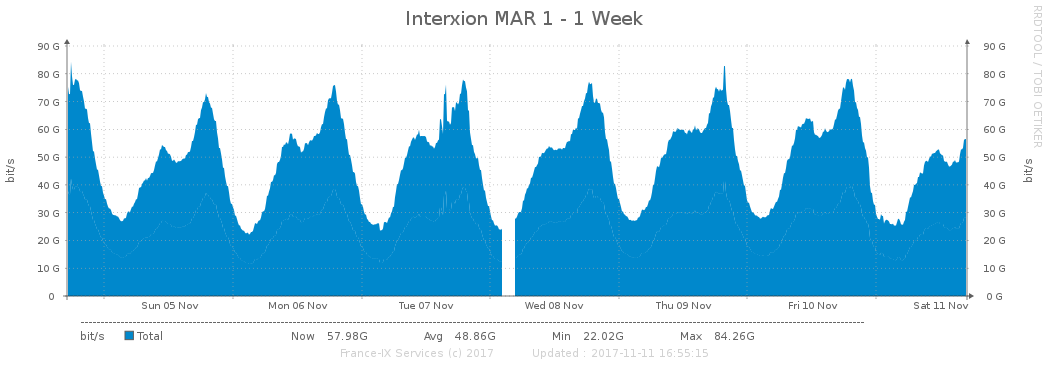 Interxion MAR 1 - 1 Week
RRDTOOL / TOBI OETIKER
90 G 90 G
80 G 80 G
70 G 70 G
60 G 60 G
50 G 50 G
40 G 40 G
30 G 30 G
20 G 20 G
10 G 10 G
0 0 G
bit/s bit/s
Sun 05 Nov Mon 06 Nov Tue 07 Nov Wed 08 Nov Thu 09 Nov Fri 10 Nov Sat 11 Nov
bit/s Total Now 57.98G Avg 48.86G Min 22.02G Max 84.26G
France-IX Services (c) 2017 Updated : 2017-11-11 16:55:15